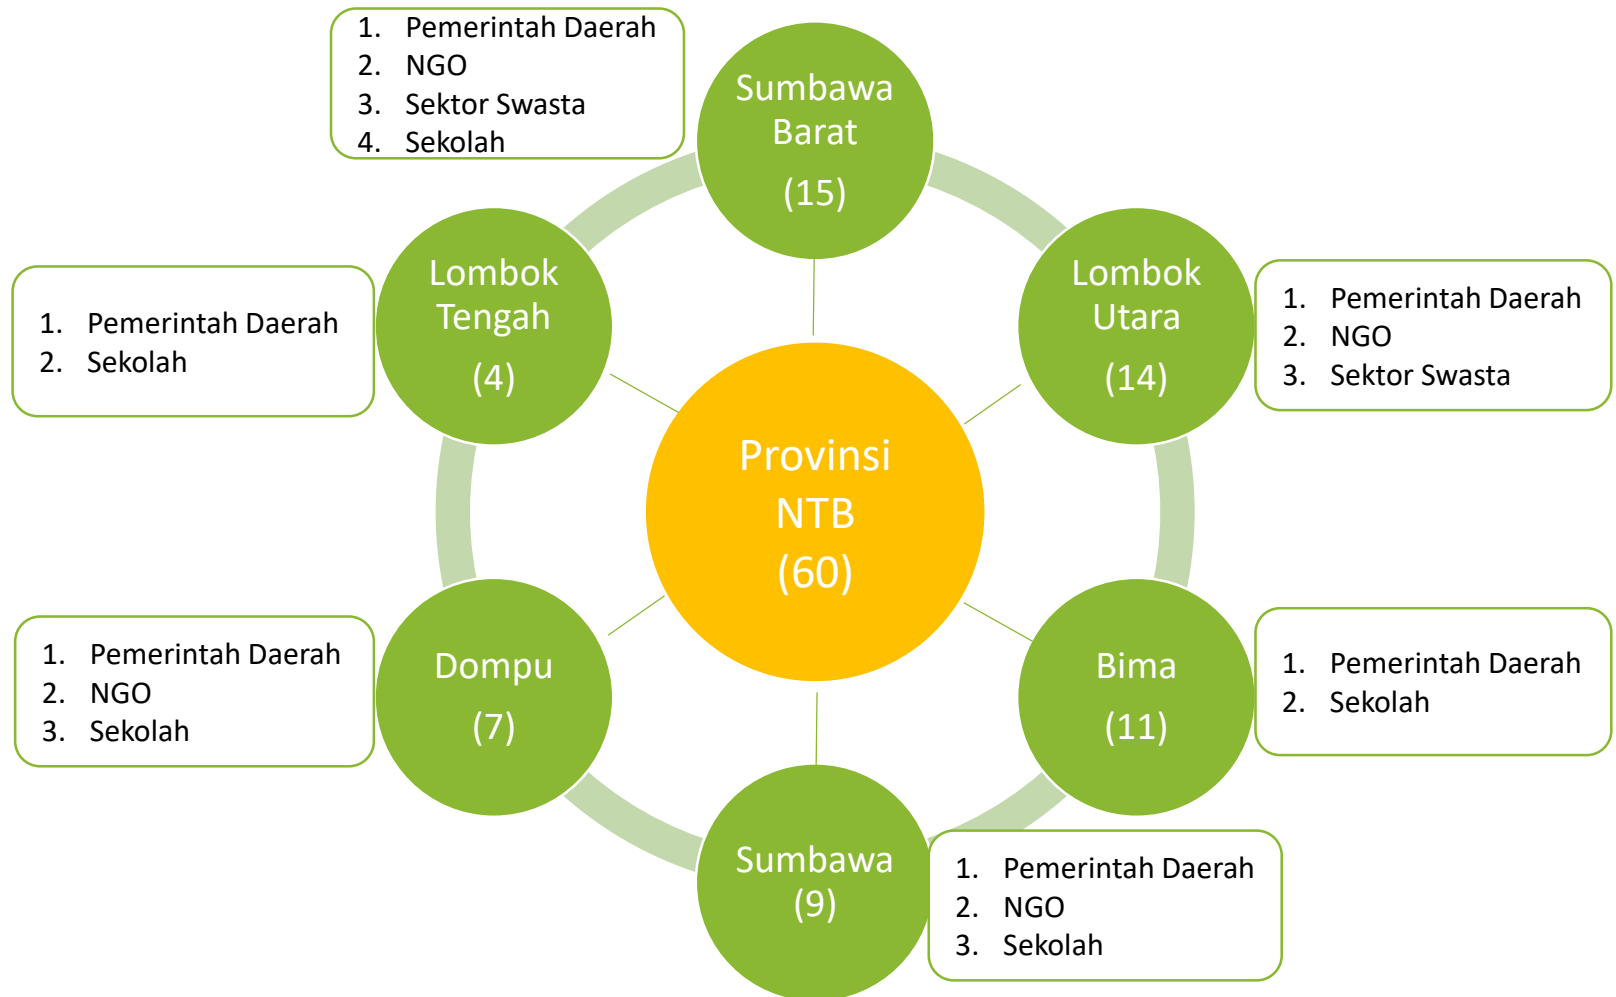 1. Pemerintah Daerah
2. NGO
3. Sektor Swasta
4. Sekolah
Sumbawa
Barat
(15)
Lombok
Tengah
(4)
1. Pemerintah Daerah
2. Sekolah
Lombok
Utara
(14)
1. Pemerintah Daerah
2. NGO
3. Sektor Swasta
Provinsi
NTB
(60)
1. Pemerintah Daerah
2. NGO
3. Sekolah
Dompu
(7)
Bima
(11)
1. Pemerintah Daerah
2. Sekolah
Sumbawa
(9)
1. Pemerintah Daerah
2. NGO
3. Sekolah